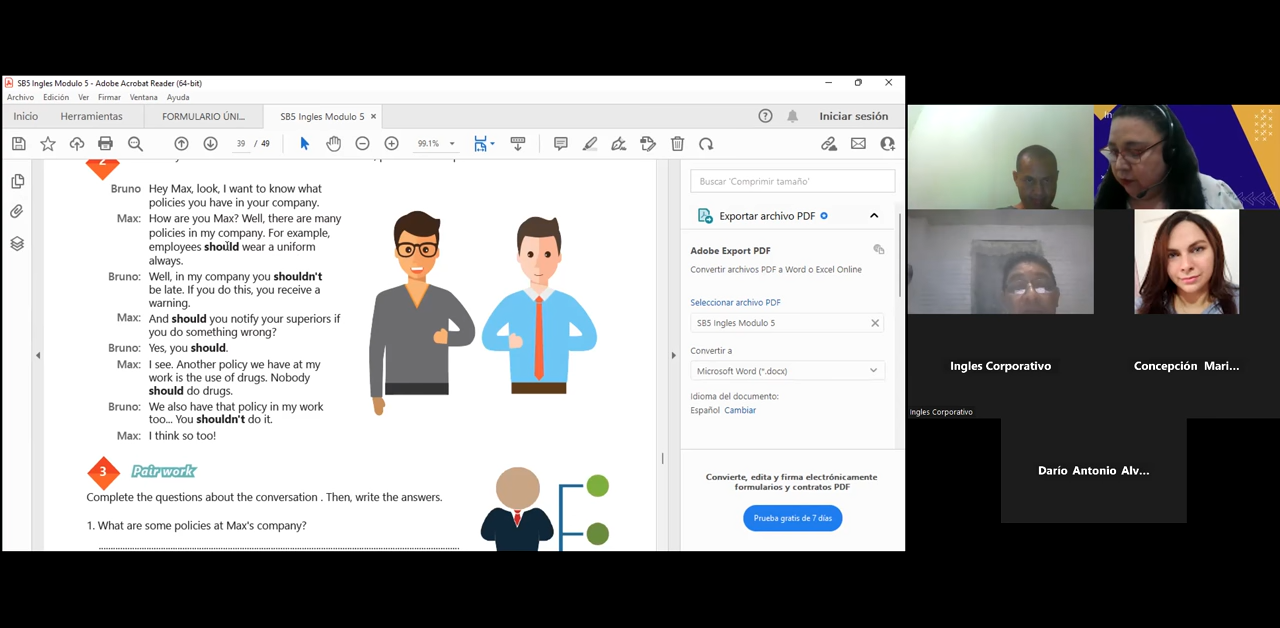 SB5 Ingles Modulo 5 - Adobe Acrobat Reader (64-bit)
Archivo Edición Ver Firmar Ventana Ayuda
Inicio Herramientas FORMULARIO ÚNI... SB5 Ingles Modulo 5 Iniciar sesión
39 / 49 99.1%
2
Bruno Hey Max, look, I want to know what
policies you have in your company.
Max: How are you Max? Well, there are many
policies in my company. For example,
employees should wear a uniform
always.
Bruno: Well, in my company you shouldn't
be late. If you do this, you receive a
warning.
Max: And should you notify your superiors if
you do something wrong?
Bruno: Yes, you should.
Max: I see. Another policy we have at my
work is the use of drugs. Nobody
should do drugs.
Bruno: We also have that policy in my work
too... You shouldn't do it.
Max: I think so too!
3 Pair work
Complete the questions about the conversation . Then, write the answers.
1. What are some policies at Max's company?
Buscar 'Comprimir tamaño'
Exportar archivo PDF
Adobe Export PDF
Convertir archivos PDF a Word o Excel Online
Seleccionar archivo PDF
SB5 Ingles Modulo 5
Convertir a
Microsoft Word (*.docx)
Idioma del documento:
Español Cambiar
Convierte, edita y firma electrónicamente
formularios y contratos PDF
Prueba gratis de 7 días
In
Ingles Corporativo
Concepción Mari...
Ingles Corporativo
Darío Antonio Alv...